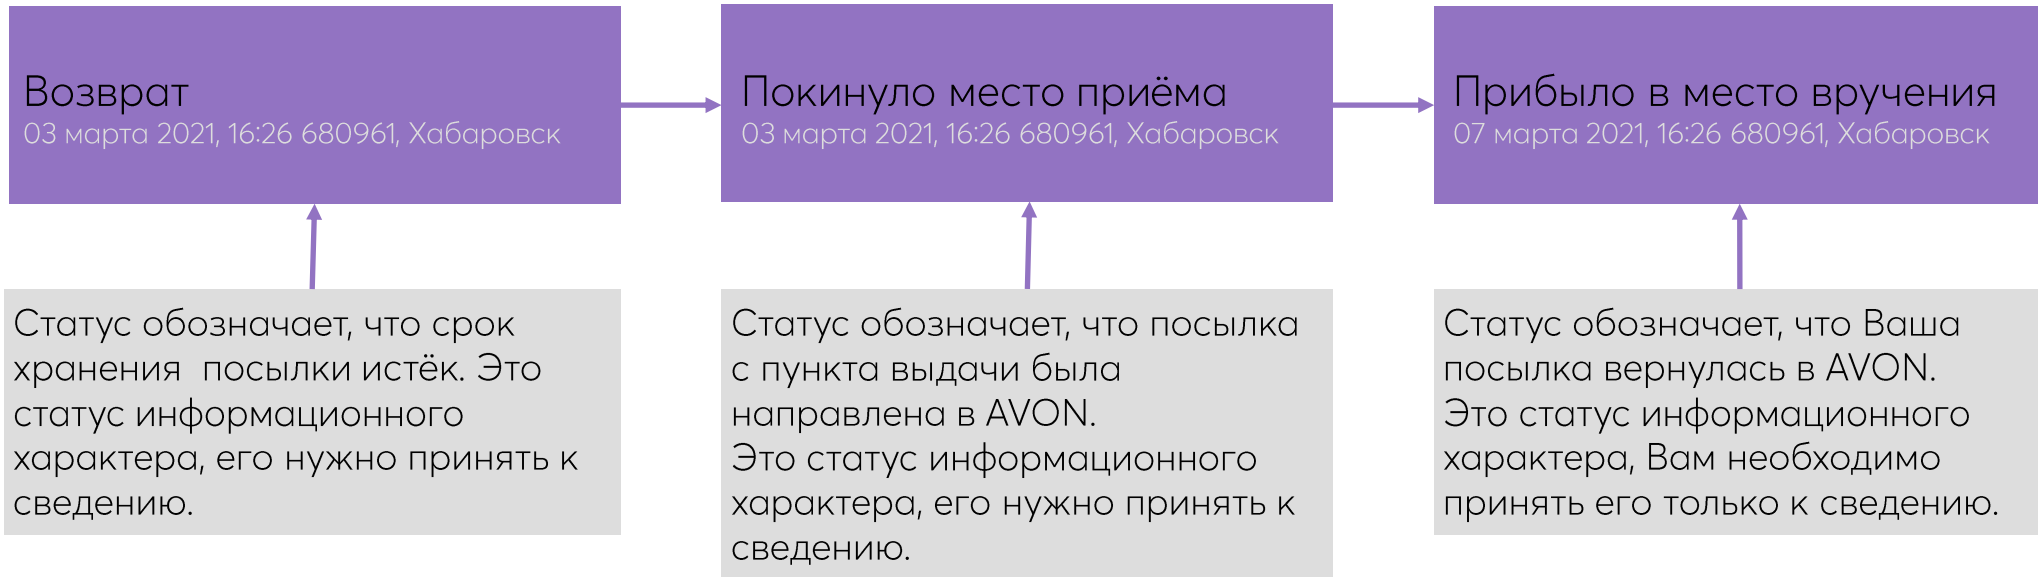 Возврат
03 марта 2021, 16:26 680961, Хабаровск
Покинуло место приёма
03 марта 2021, 16:26 680961, Хабаровск
Прибыло в место вручения
07 марта 2021, 16:26 680961, Хабаровск
Статус обозначает, что срок
хранения посылки истёк. Это
статус информационного
характера, его нужно принять к
сведению.
Статус обозначает, что посылка
с пункта выдачи была
направлена в AVON.
Это статус информационного
характера, его нужно принять к
сведению.
Статус обозначает, что Ваша
посылка вернулась в AVON.
Это статус информационного
характера, Вам необходимо
принять его только к сведению.